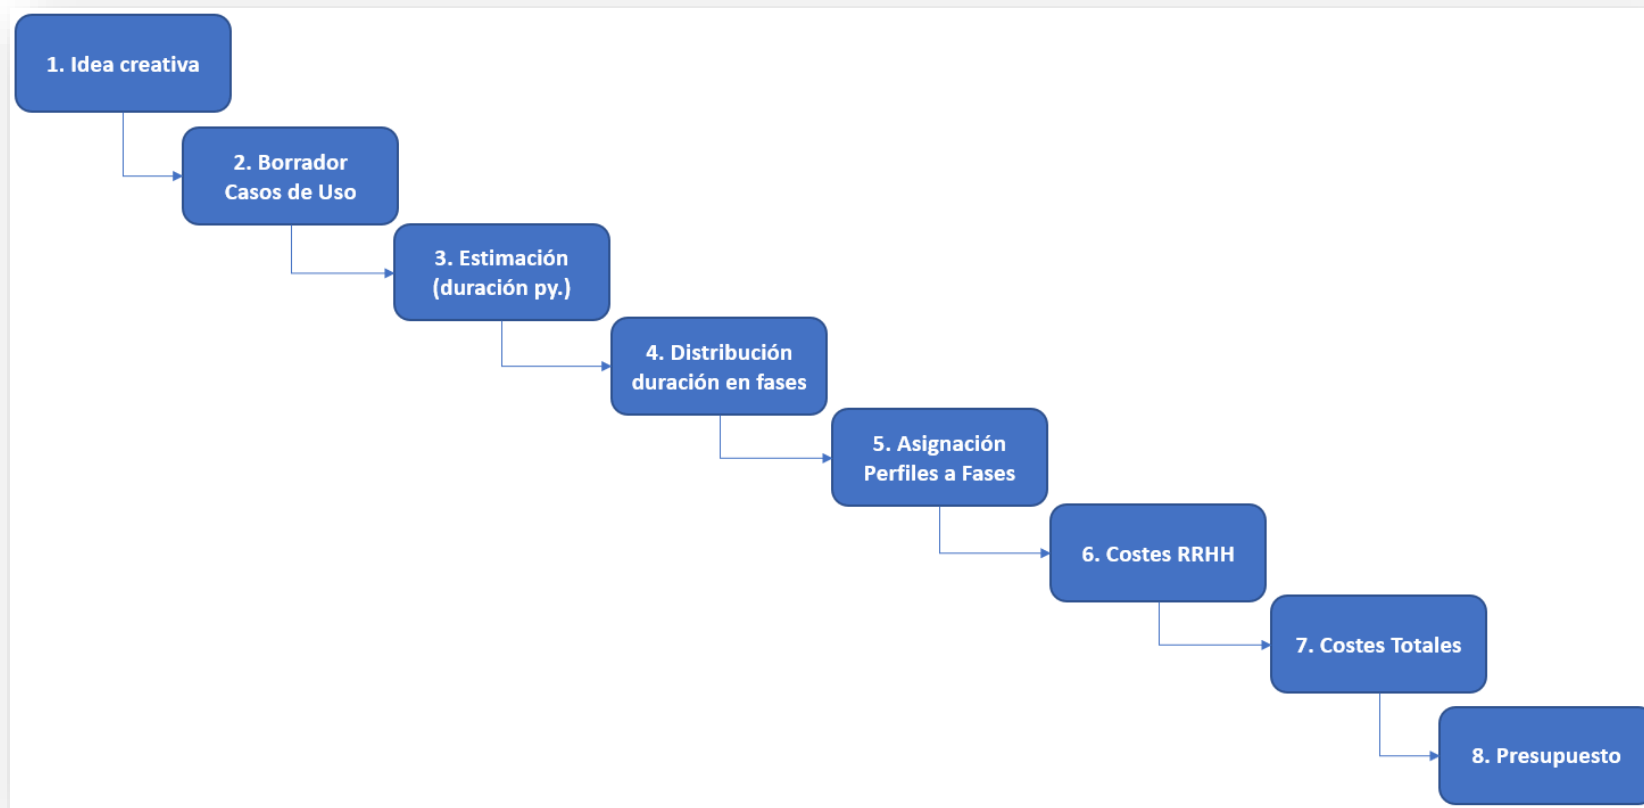 1. Idea creativa
2. Borrador
Casos de Uso
3. Estimación
(duración py.)
4. Distribución
duración en fases
5. Asignación
Perfiles a Fases
6. Costes RRHH
7. Costes Totales
8. Presupuesto